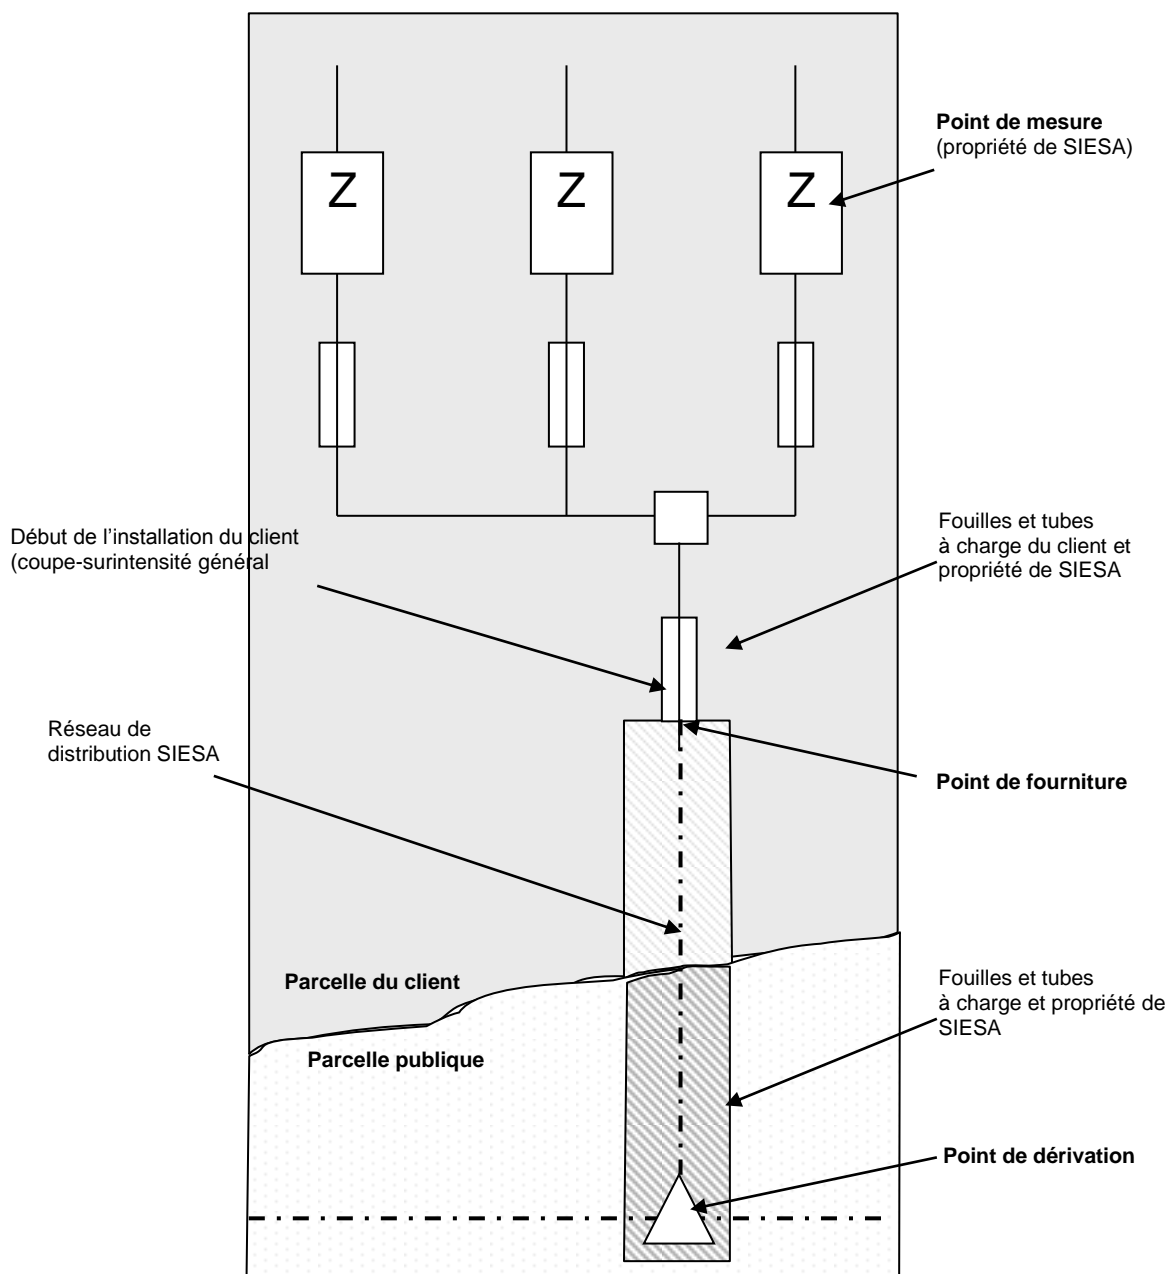 Point de mesure
(propriété de SIESA)
Z Z Z
Début de l'installation du client
(coupe-surintensité général
Fouilles et tubes
à charge du client et
propriété de SIESA
Réseau de
distribution SIESA
Point de fourniture
Parcelle du client
Fouilles et tubes
à charge et propriété de
SIESA
Parcelle publique
Point de dérivation